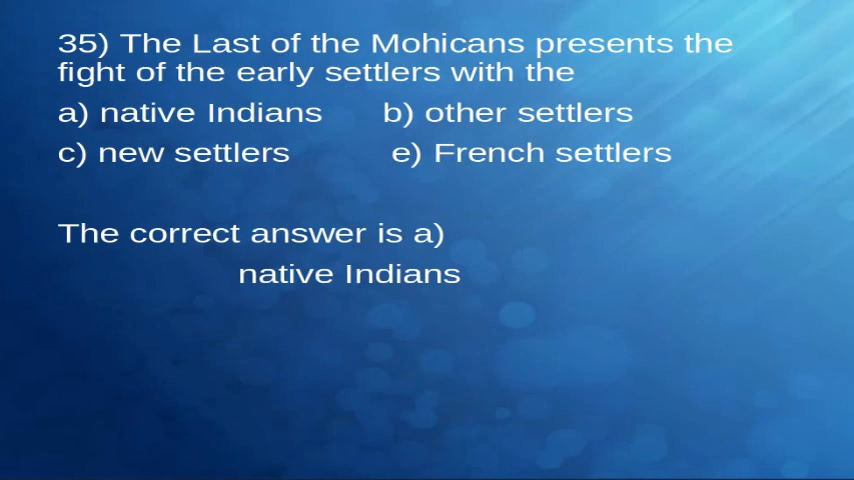 35) The Last of the Mohicans presents the
fight of the early settlers with the
a) native Indians b) other settlers
c) new settlers e) French settlers
The correct answer is a)
native Indians